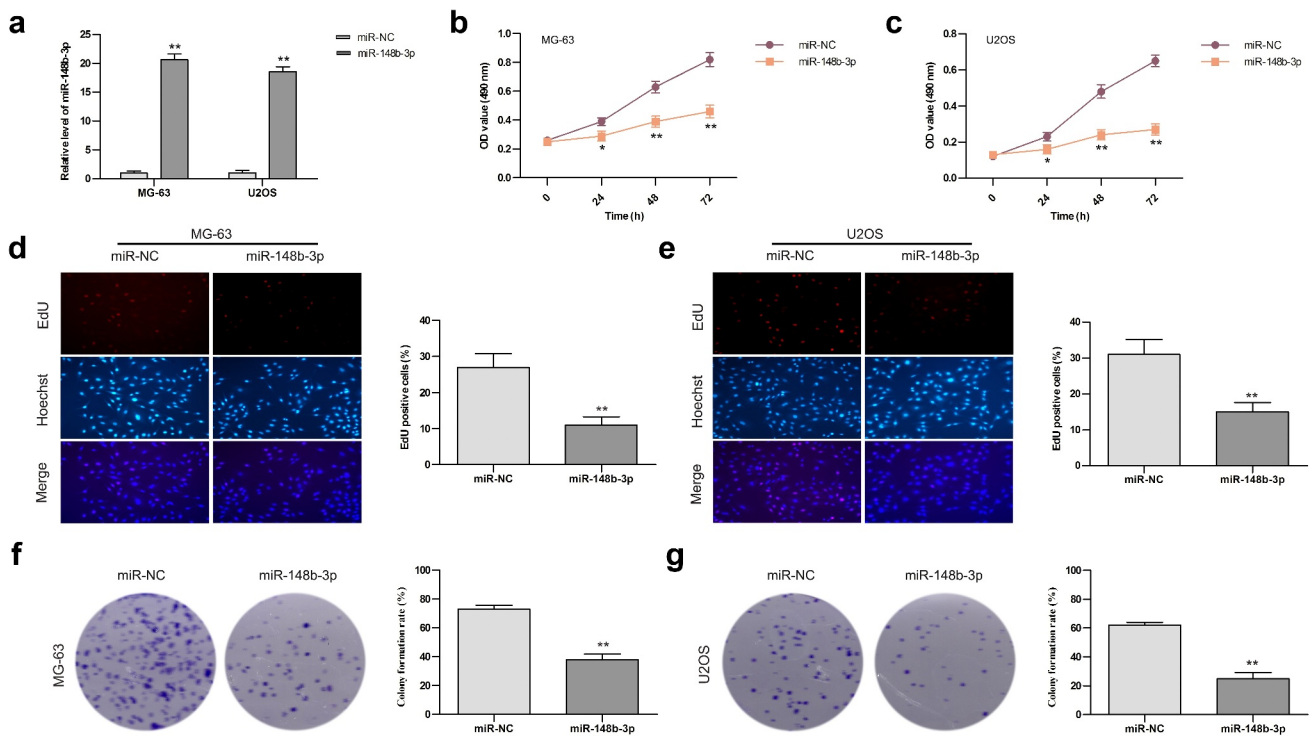 a
Relative level of miR-148b-3p
25
20
15
10
5
0
**
**
MG-63
U2OS
miR-NC
miR-148b-3p
b
OD value (490 nm)
1.0
0.8
0.6
0.4
0.2
0.0
MG-63
*
**
**
0
24
48
72
Time (h)
miR-NC
miR-148b-3p
c
OD value (490 nm)
0.8
0.6
0.4
0.2
0.0
U2OS
*
**
**
0
24
48
72
Time (h)
miR-NC
miR-148b-3p
d
MG-63
miR-NC
miR-148b-3p
EdU
Hoechst
Merge
EdU positive cells (%)
40
30
20
10
0
**
miR-NC
miR-148b-3p
e
U2OS
miR-NC
miR-148b-3p
EdU
Hoechst
Merge
EdU positive cells (%)
40
30
20
10
0
**
miR-NC
miR-148b-3p
f
miR-NC
miR-148b-3p
MG-63
Colony formation rate (%)
100
80
60
40
20
0
**
miR-NC
miR-148b-3p
g
miR-NC
miR-148b-3p
U2OS
Colony formation rate (%)
100
80
60
40
20
0
**
miR-NC
miR-148b-3p